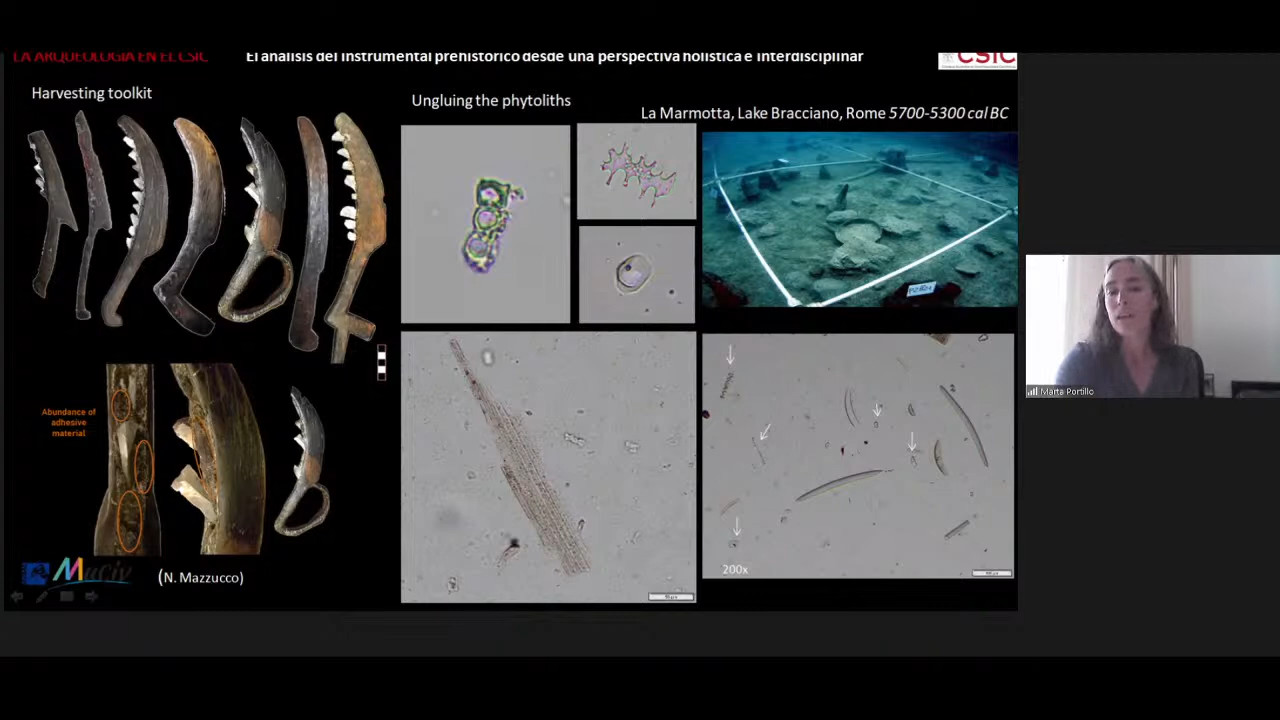 LA ARQUEOLOGÍA EN EL CSIC
El análisis del instrumental prehistórico desde una perspectiva holística e interdisciplinar
CSIC
Harvesting toolkit
Ungluing the phytoliths
La Marmotta, Lake Bracciano, Rome 5700-5300 cal BC
Abundance of
adhesive
material
(N. Mazzucco)
200x
Marta Portillo